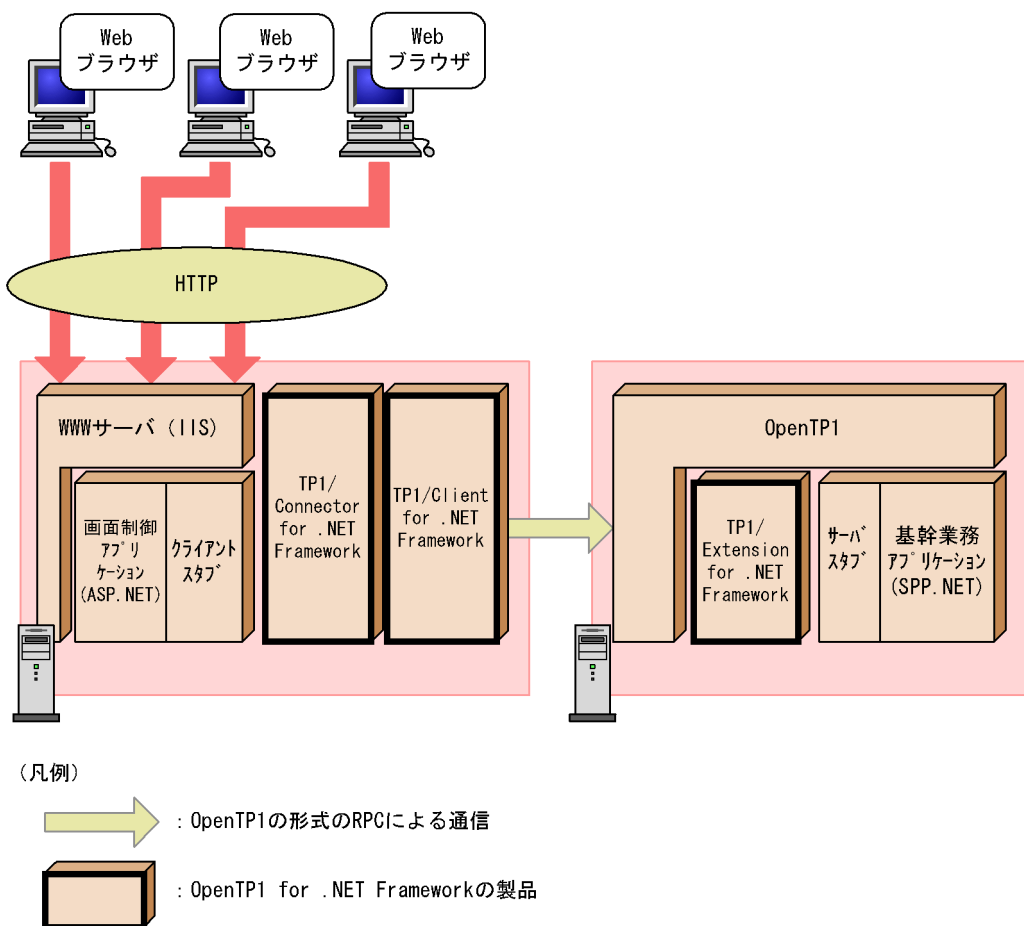 Web
ブラウザ
Web
ブラウザ
Web
ブラウザ
HTTP
WWWサーバ（IIS）
画面制御
アプリ
ケーション
(ASP.NET)
クライアント
スタブ
TP1/
Connector
for .NET
Framework
TP1/Client
for .NET
Framework
OpenTP1
TP1/
Extension
for .NET
Framework
サーバ
スタブ
基幹業務
アプリケーション
(SPP.NET)
（凡例）
：OpenTP1の形式のRPCによる通信
：OpenTP1 for .NET Frameworkの製品